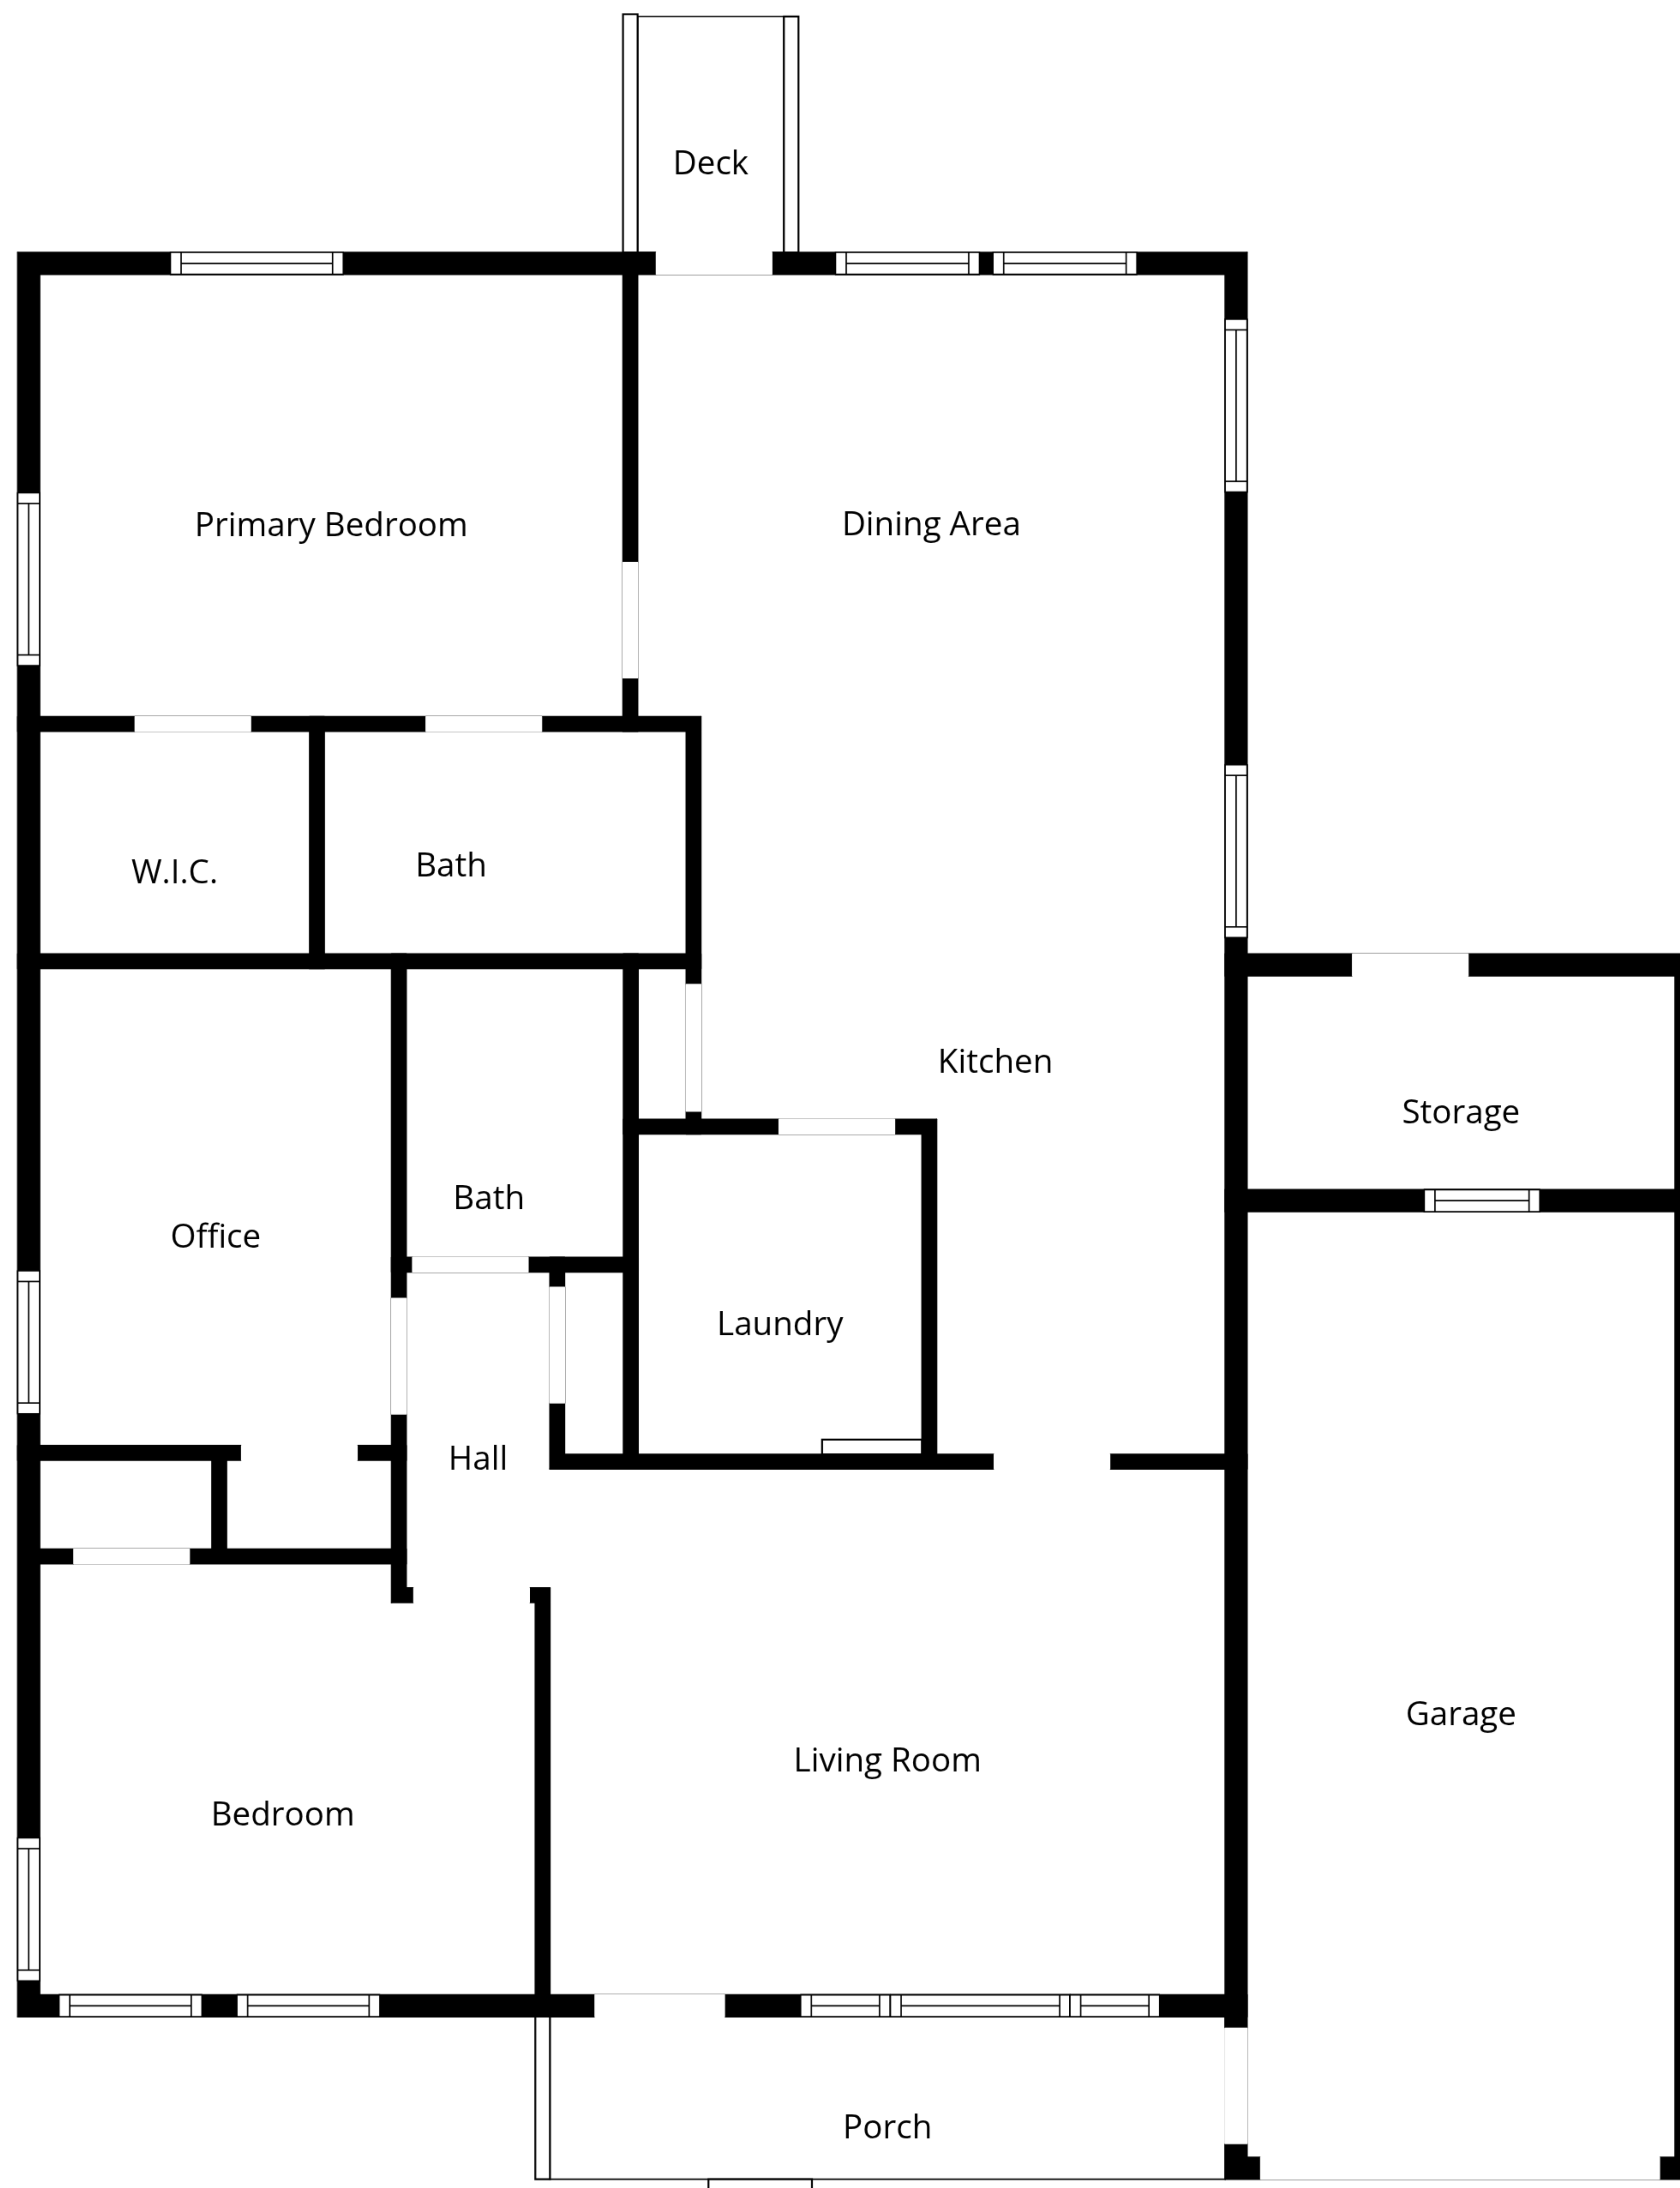 Deck
Primary Bedroom
Dining Area
W.I.C.
Bath
Kitchen
Storage
Bath
Office
Laundry
Hall
Garage
Living Room
Bedroom
Porch